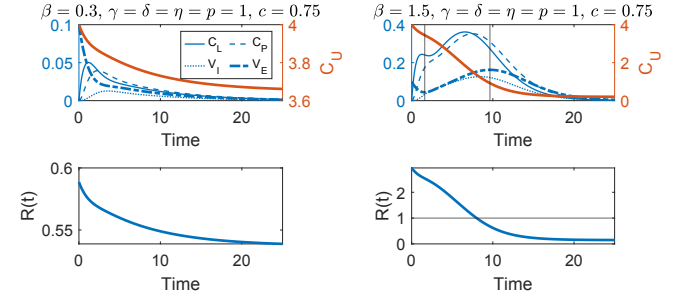 β = 0.3, γ = δ = η = p = 1, c = 0.75
0.1
0.05
0
4
3.8
3.6
C_U
C_L
C_P
V_I
V_E
0 10 20
Time
β = 1.5, γ = δ = η = p = 1, c = 0.75
0.4
0.2
0
4
2
0
C_U
0 10 20
Time
R(t)
0.6
0.55
0 10 20
Time
R(t)
2
1
0
0 10 20
Time